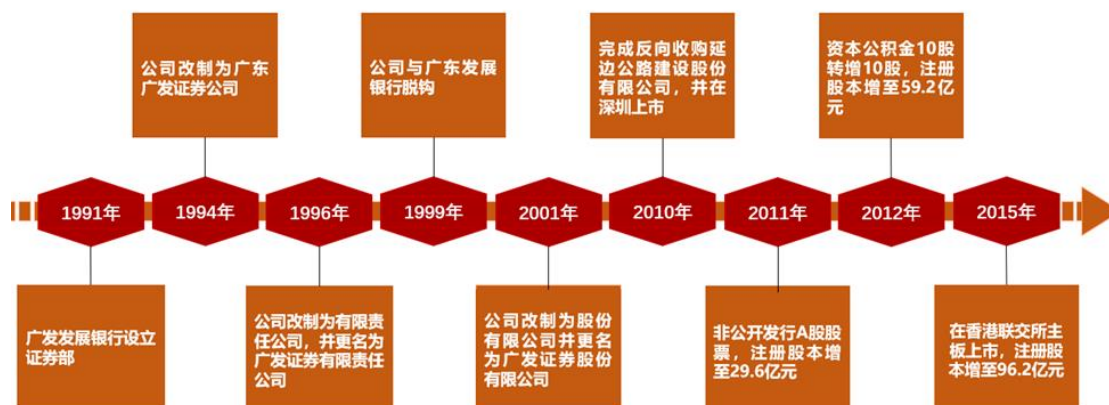 公司改制为广东
广发证券公司
公司与广东发展
银行脱钩
完成反向收购延
边公路建设股份
有限公司，并在
深圳上市
资本公积金10股
转增10股，注册
股本增至59.2亿
元
1991年
1994年
1996年
1999年
2001年
2010年
2011年
2012年
2015年
广发发展银行设立
证券部
公司改制为有限责
任公司，并更名为
广发证券有限责任
公司
公司改制为股份
有限公司并更名
为广发证券股份
有限公司
非公开发行A股股
票，注册股本增
至29.6亿元
在香港联交所主
板上市，注册股
本增至96.2亿元